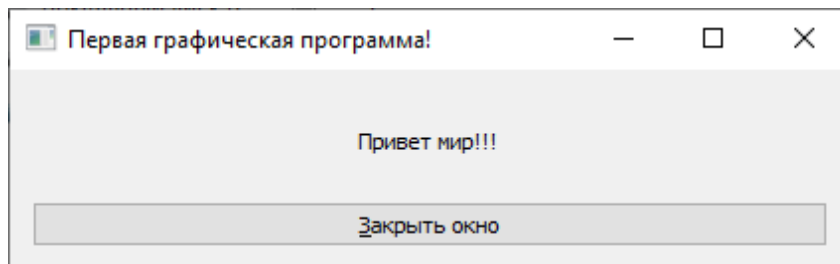 Первая графическая программа!
Привет мир!!!
Закрыть окно